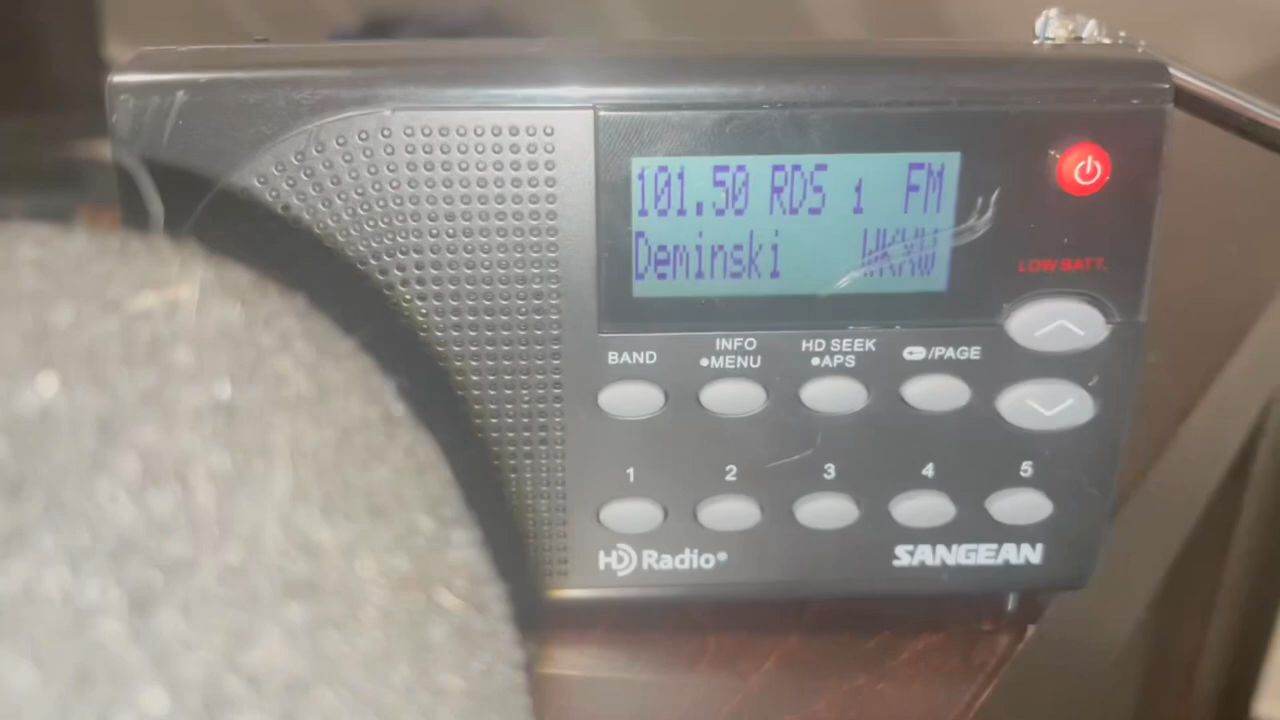 101.50 RDS 1 FM
Deminski WKXW
LOW BATT.
BAND
INFO
•MENU
HD SEEK
•APS
/PAGE
1 2 3 4 5
HD Radio®
SANGEAN